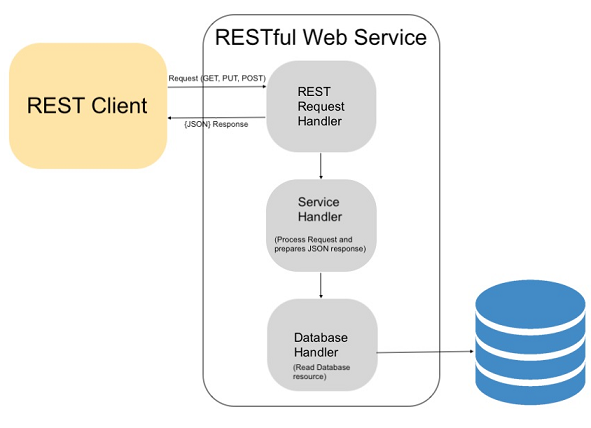 RESTful Web Service
REST Client
Request (GET, PUT, POST)
{JSON} Response
REST
Request
Handler
Service
Handler
(Process Request and
prepares JSON response)
Database
Handler
(Read Database
resource)